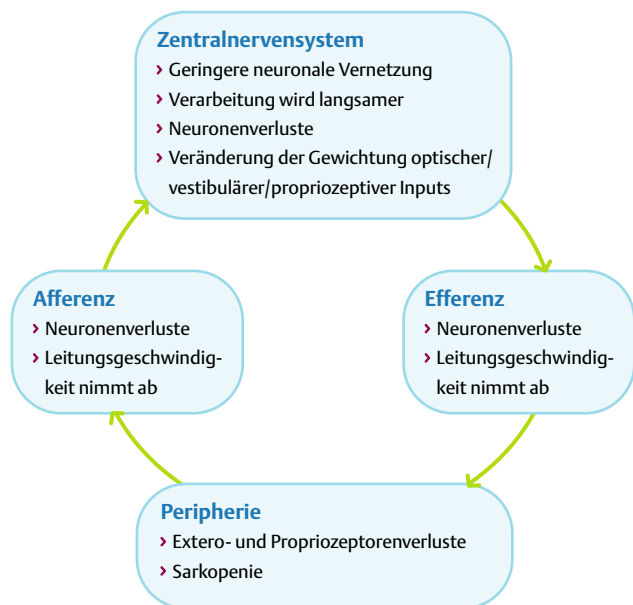 Zentralnervensystem
› Geringere neuronale Vernetzung
› Verarbeitung wird langsamer
› Neuronenverluste
› Veränderung der Gewichtung optischer/
vestibulärer/propriozeptiver Inputs
Afferenz
› Neuronenverluste
› Leitungsgeschwindig-
keit nimmt ab
Efferenz
› Neuronenverluste
› Leitungsgeschwindig-
keit nimmt ab
Peripherie
› Extero- und Propriozeptorenverluste
› Sarkopenie